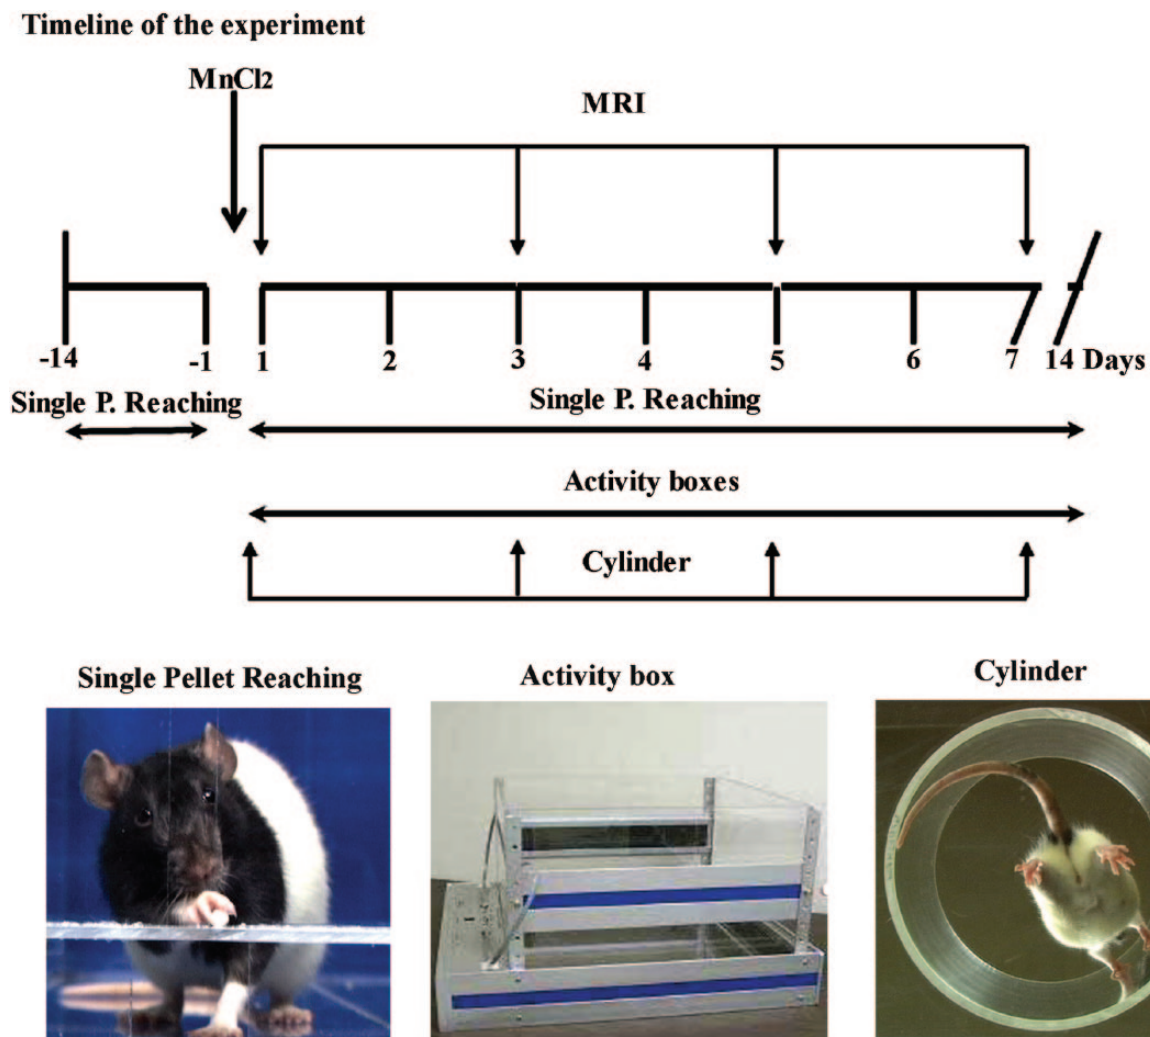 Timeline of the experiment
MnCl2
MRI
-14 -1 1 2 3 4 5 6 7 14 Days
Single P. Reaching Single P. Reaching
Activity boxes
Cylinder
Single Pellet Reaching Activity box Cylinder